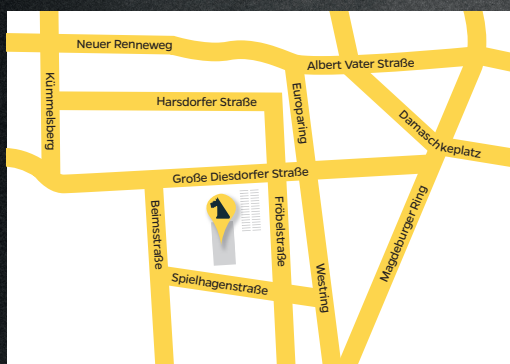 Neuer Renneweg
Albert Vater Straße
Kümmelsberg
Harsdorfer Straße
Europaring
Damaschkeplatz
Große Diesdorfer Straße
Beimsstraße
Fröbelstraße
Magdeburger Ring
Spielhagenstraße
Westring